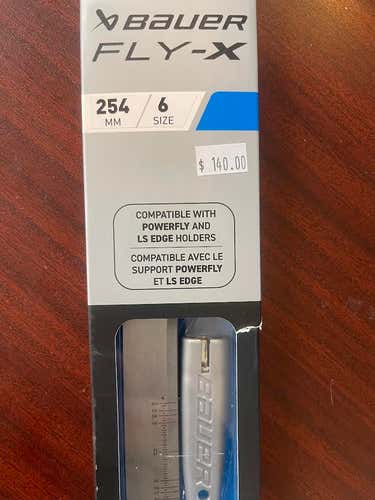 BAUER
FLY-X
254 / 6
MM SIZE
$ 140.00
COMPATIBLE WITH
POWERFLY AND
LS EDGE HOLDERS
COMPATIBLE AVEC LE
SUPPORT POWERFLY
ET LS EDGE
BAUER